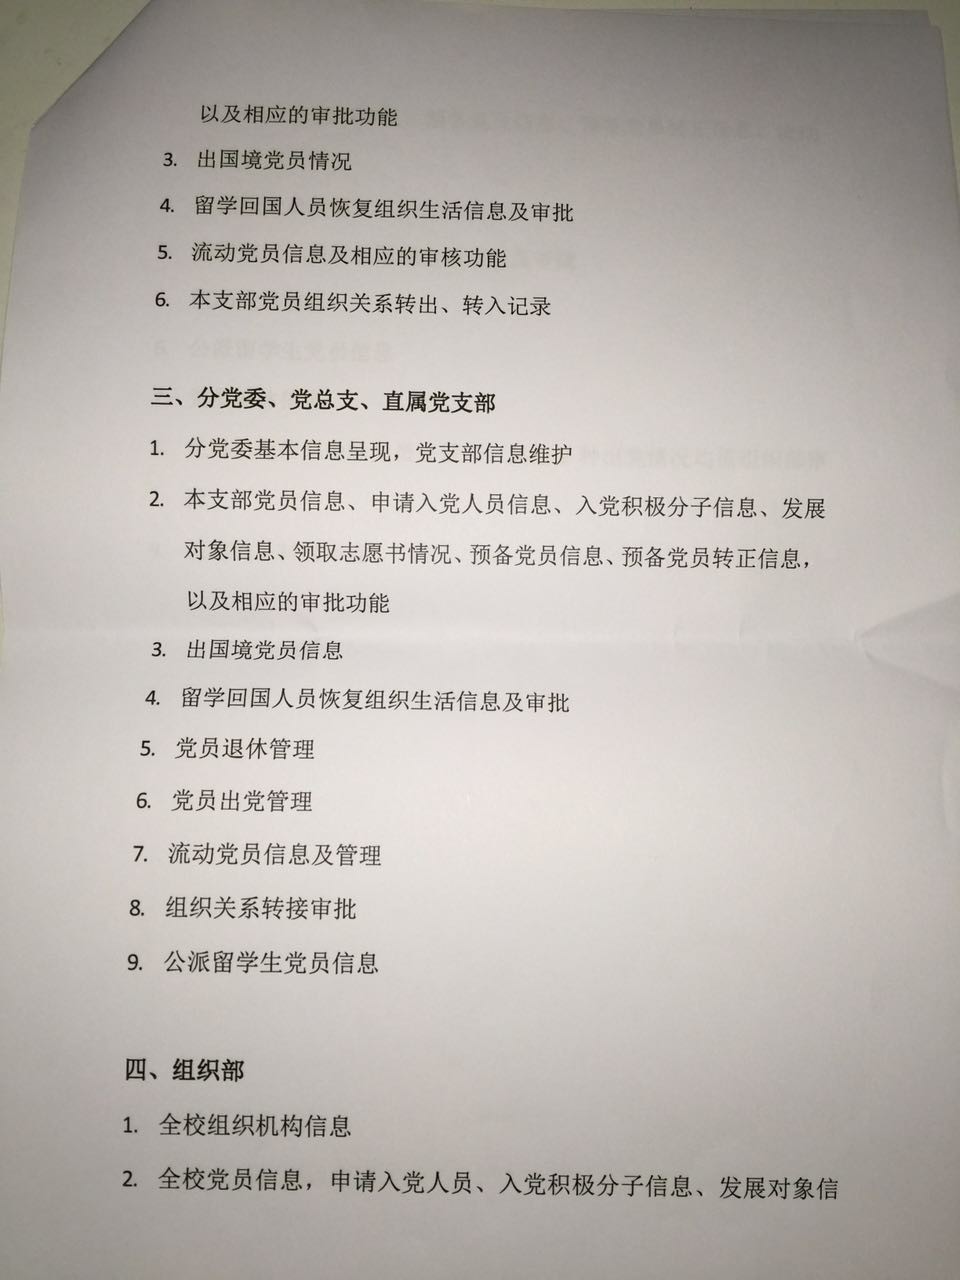 以及相应的审批功能
3. 出国境党员情况
4. 留学回国人员恢复组织生活信息及审批
5. 流动党员信息及相应的审核功能
6. 本支部党员组织关系转出、转入记录
三、分党委、党总支、直属党支部
1. 分党委基本信息呈现，党支部信息维护
2. 本支部党员信息、申请入党人员信息、入党积极分子信息、发展
对象信息、领取志愿书情况、预备党员信息、预备党员转正信息，
以及相应的审批功能
3. 出国境党员信息
4. 留学回国人员恢复组织生活信息及审批
5. 党员退休管理
6. 党员出党管理
7. 流动党员信息及管理
8. 组织关系转接审批
9. 公派留学生党员信息
四、组织部
1. 全校组织机构信息
2. 全校党员信息，申请入党人员、入党积极分子信息、发展对象信